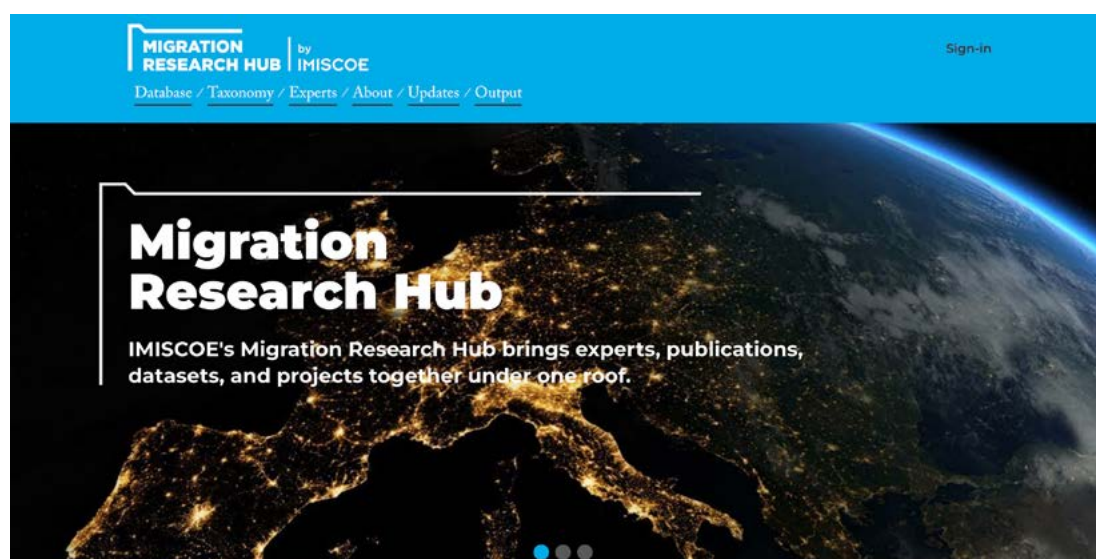 MIGRATION
RESEARCH HUB
by
IMISCOE
Sign-in
Database / Taxonomy / Experts / About / Updates / Output
Migration
Research Hub
IMISCOE's Migration Research Hub brings experts, publications,
datasets, and projects together under one roof.